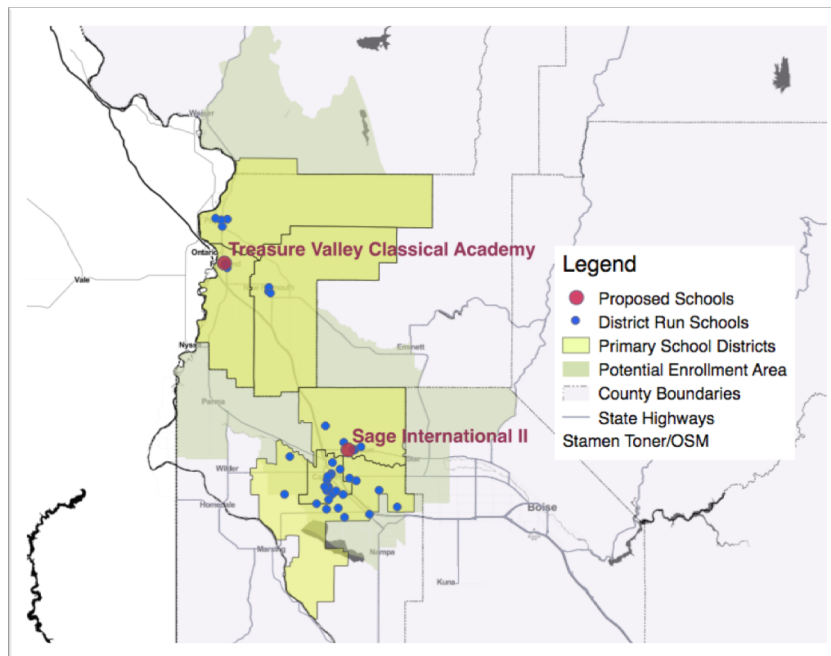 Weiser
Treasure Valley Classical Academy
Ontario
Vale
Legend
Proposed Schools
District Run Schools
Primary School Districts
Potential Enrollment Area
County Boundaries
State Highways
Stamen Toner/OSM
Nyssa
Emmett
Parma
Sage International II
Star
Wilder
Homedale
Boise
Marsing
Nampa
Kuna